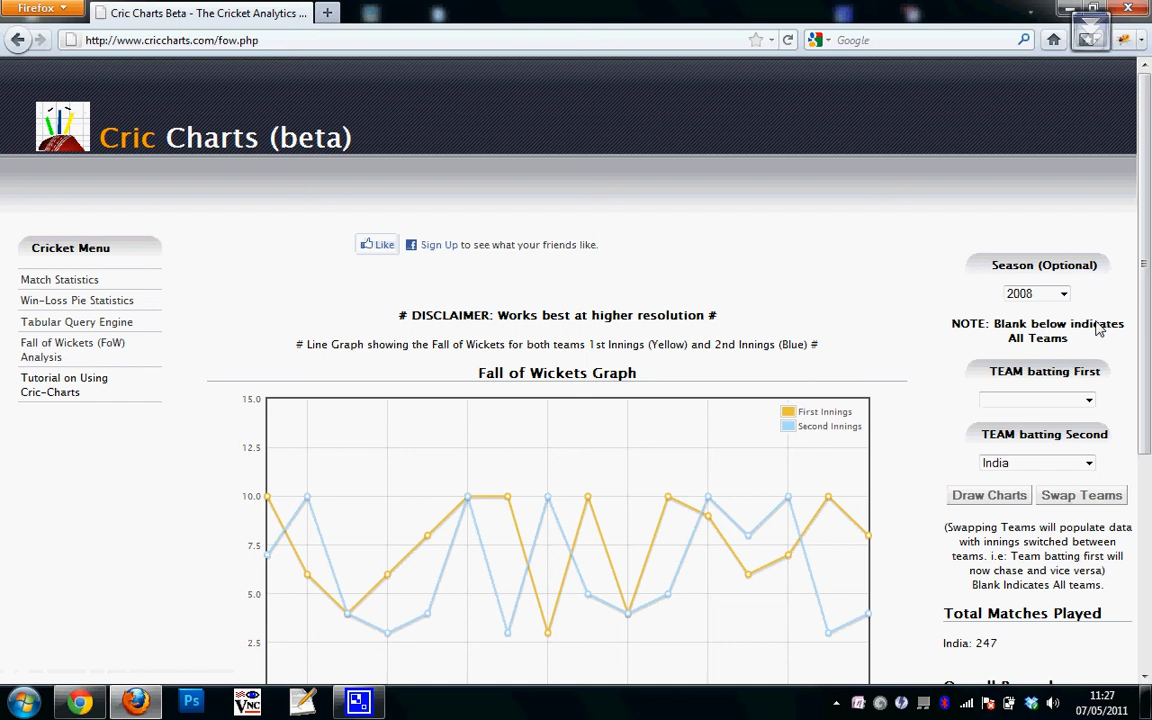 Firefox
Cric Charts Beta - The Cricket Analytics ...
http://www.criccharts.com/fow.php
Google
Cric Charts (beta)
Cricket Menu
Match Statistics
Win-Loss Pie Statistics
Tabular Query Engine
Fall of Wickets (FoW)
Analysis
Tutorial on Using
Cric-Charts
Like
Sign Up to see what your friends like.
# DISCLAIMER: Works best at higher resolution #
# Line Graph showing the Fall of Wickets for both teams 1st Innings (Yellow) and 2nd Innings (Blue) #
Fall of Wickets Graph
15.0
12.5
10.0
7.5
5.0
2.5
First Innings
Second Innings
Season (Optional)
2008
NOTE: Blank below indicates
All Teams
TEAM batting First
TEAM batting Second
India
Draw Charts
Swap Teams
(Swapping Teams will populate data
with innings switched between
teams. i.e: Team batting first will
now chase and vice versa)
Blank Indicates All teams.
Total Matches Played
India: 247
Ps
VNC
11:27
07/05/2011